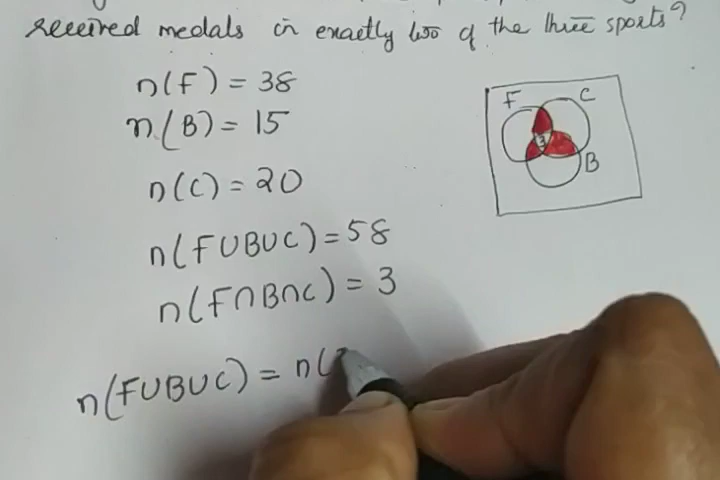 received medals in exactly two of the three sports?
n(F) = 38
n(B) = 15
n(C) = 20
n(F∪B∪C) = 58
n(F∩B∩C) = 3
n(F∪B∪C) = n(
F C
3
B